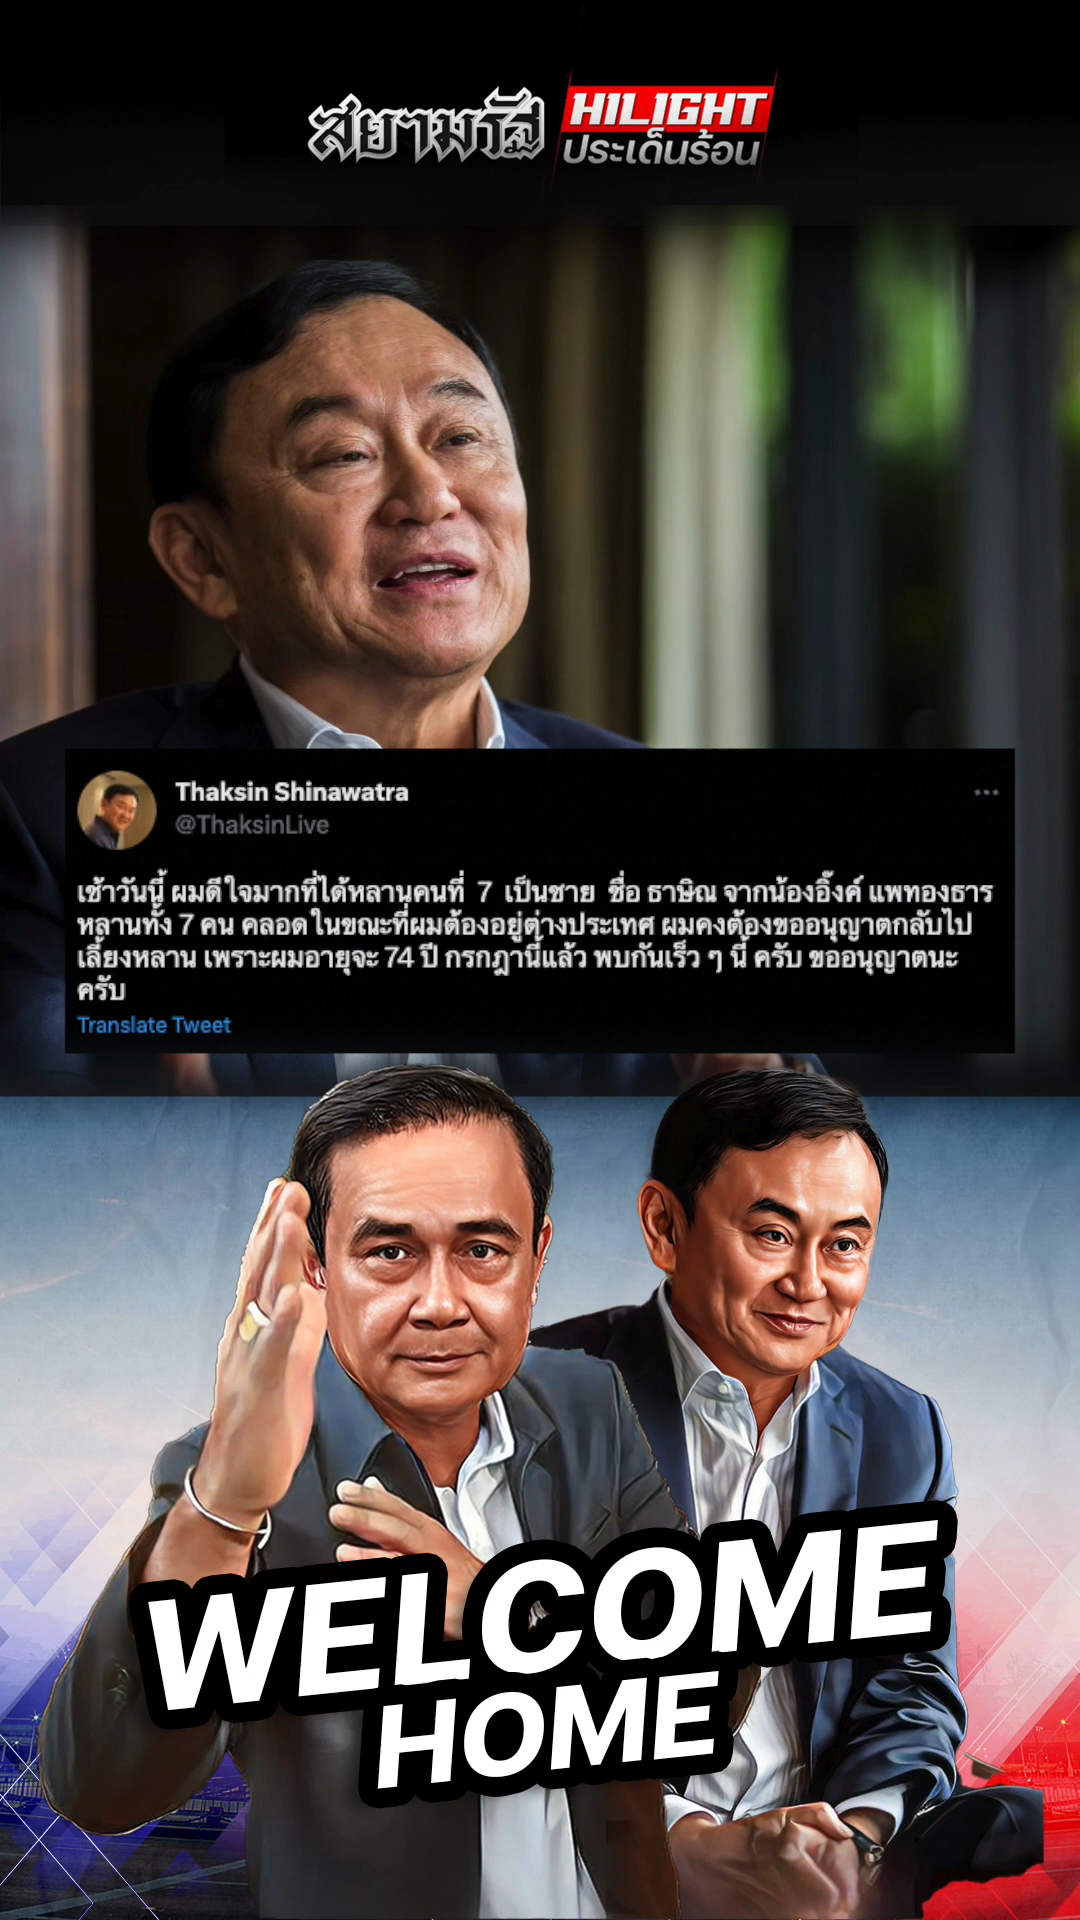 สยามรัฐ
HILIGHT
ประเด็นร้อน
Thaksin Shinawatra
@ThaksinLive
เช้าวันนี้ ผมดีใจมากที่ได้หลานคนที่ 7 เป็นชาย ชื่อ ธาษิณ จากน้องอิ๊งค์ แพทองธาร
หลานทั้ง 7 คน คลอดในขณะที่ผมต้องอยู่ต่างประเทศ ผมคงต้องขออนุญาตกลับไป
เลี้ยงหลาน เพราะผมอายุจะ 74 ปี กรกฎานี้แล้ว พบกันเร็ว ๆ นี้ ครับ ขออนุญาตนะ
ครับ
Translate Tweet
WELCOME
HOME